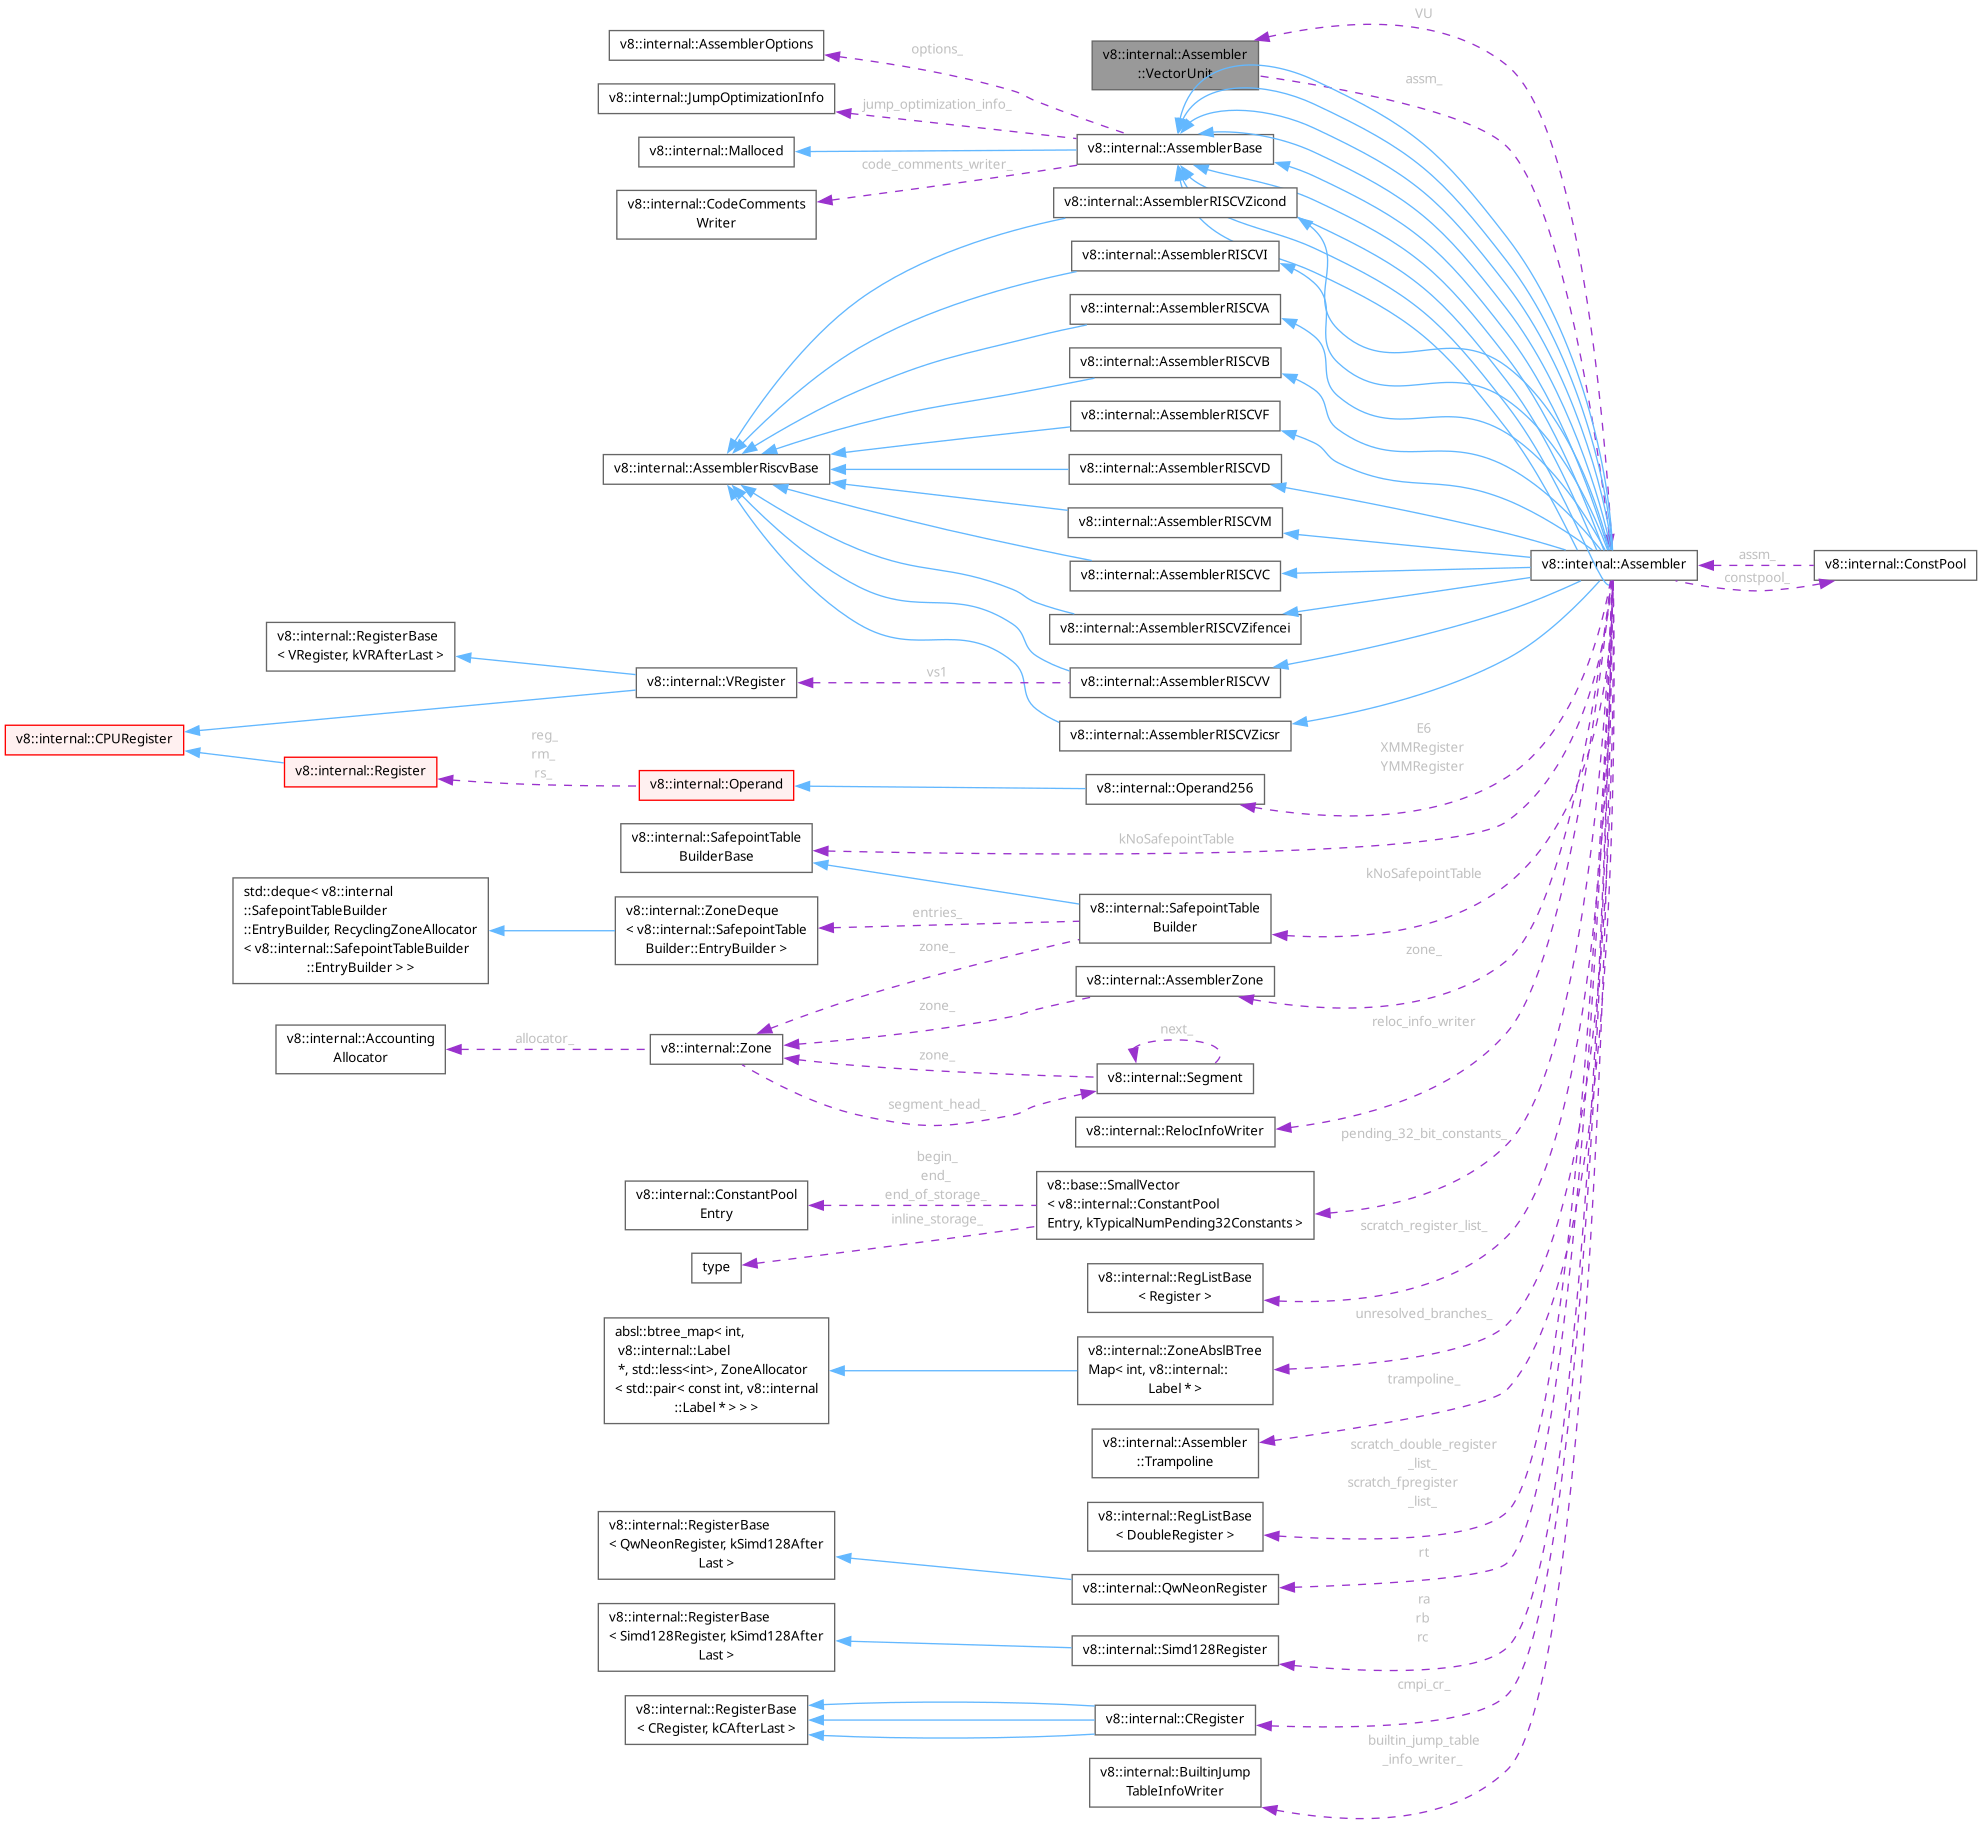 VU
v8::internal::AssemblerOptions
options_
v8::internal::Assembler
::VectorUnit
assm_
v8::internal::JumpOptimizationInfo
jump_optimization_info_
v8::internal::Malloced
v8::internal::AssemblerBase
code_comments_writer_
v8::internal::CodeComments
Writer
v8::internal::AssemblerRISCVZicond
v8::internal::AssemblerRISCVI
v8::internal::AssemblerRISCVA
v8::internal::AssemblerRISCVB
v8::internal::AssemblerRISCVF
v8::internal::AssemblerRiscvBase
v8::internal::AssemblerRISCVD
v8::internal::AssemblerRISCVM
v8::internal::AssemblerRISCVC
v8::internal::Assembler
assm_
constpool_
v8::internal::ConstPool
v8::internal::AssemblerRISCVZifencei
v8::internal::RegisterBase
< VRegister, kVRAfterLast >
v8::internal::VRegister
vs1
v8::internal::AssemblerRISCVV
v8::internal::CPURegister
v8::internal::AssemblerRISCVZicsr
v8::internal::Register
reg_
rm_
rs_
v8::internal::Operand
v8::internal::Operand256
E6
XMMRegister
YMMRegister
v8::internal::SafepointTable
BuilderBase
kNoSafepointTable
kNoSafepointTable
std::deque< v8::internal
::SafepointTableBuilder
::EntryBuilder, RecyclingZoneAllocator
< v8::internal::SafepointTableBuilder
::EntryBuilder > >
v8::internal::ZoneDeque
< v8::internal::SafepointTable
Builder::EntryBuilder >
entries_
v8::internal::SafepointTable
Builder
zone_
zone_
v8::internal::AssemblerZone
zone_
v8::internal::Accounting
Allocator
allocator_
v8::internal::Zone
zone_
next_
v8::internal::Segment
segment_head_
reloc_info_writer
v8::internal::RelocInfoWriter
pending_32_bit_constants_
v8::internal::ConstantPool
Entry
begin_
end_
end_of_storage_
inline_storage_
v8::base::SmallVector
< v8::internal::ConstantPool
Entry, kTypicalNumPending32Constants >
type
scratch_register_list_
v8::internal::RegListBase
< Register >
absl::btree_map< int,
v8::internal::Label
*, std::less<int>, ZoneAllocator
< std::pair< const int, v8::internal
::Label * > > >
v8::internal::ZoneAbslBTree
Map< int, v8::internal::
Label * >
unresolved_branches_
trampoline_
v8::internal::Assembler
::Trampoline
scratch_double_register
_list_
scratch_fpregister
_list_
v8::internal::RegListBase
< DoubleRegister >
v8::internal::RegisterBase
< QwNeonRegister, kSimd128After
Last >
v8::internal::QwNeonRegister
rt
v8::internal::RegisterBase
< Simd128Register, kSimd128After
Last >
v8::internal::Simd128Register
ra
rb
rc
v8::internal::RegisterBase
< CRegister, kCAfterLast >
v8::internal::CRegister
cmpi_cr_
v8::internal::BuiltinJump
TableInfoWriter
builtin_jump_table
_info_writer_